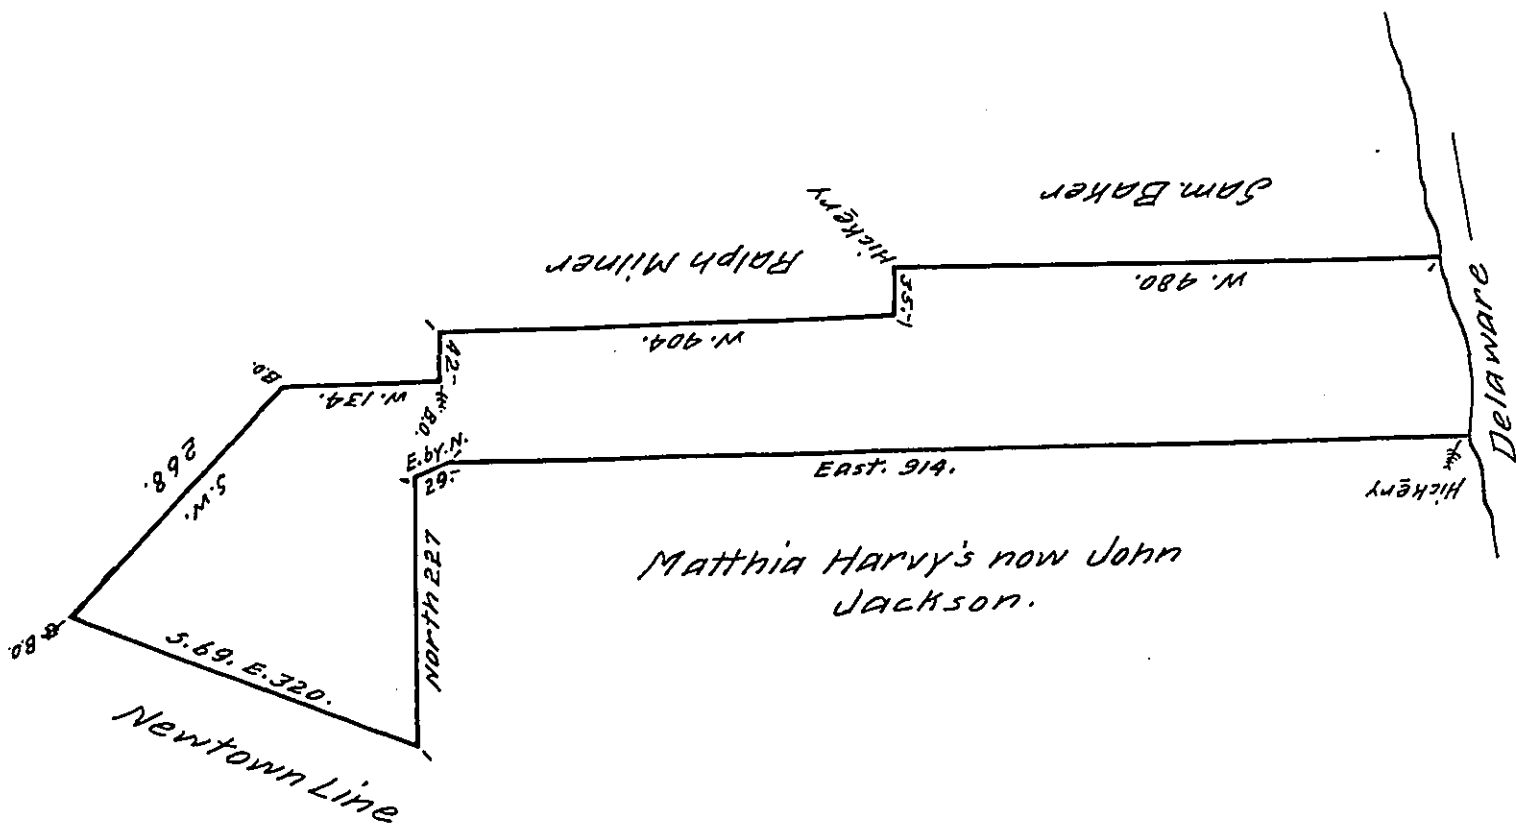 Sam. Baker
Hickery
Ralph Milner
W. 480.
35.
W. 404.
42
B.O.
W. 134.
B.O.
268.
S.W.
B.O.
S. 69. E. 320.
Newtown Line
North 227
E. by. N.
29.
East. 914.
Hickery
Matthia Harvy's now John
Jackson.
Delaware